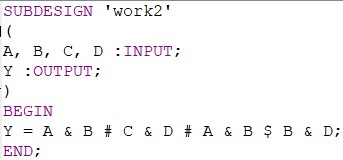 SUBDESIGN 'work2'
(
A, B, C, D :INPUT;
Y :OUTPUT;
)
BEGIN
Y = A & B # C & D # A & B $ B & D;
END;